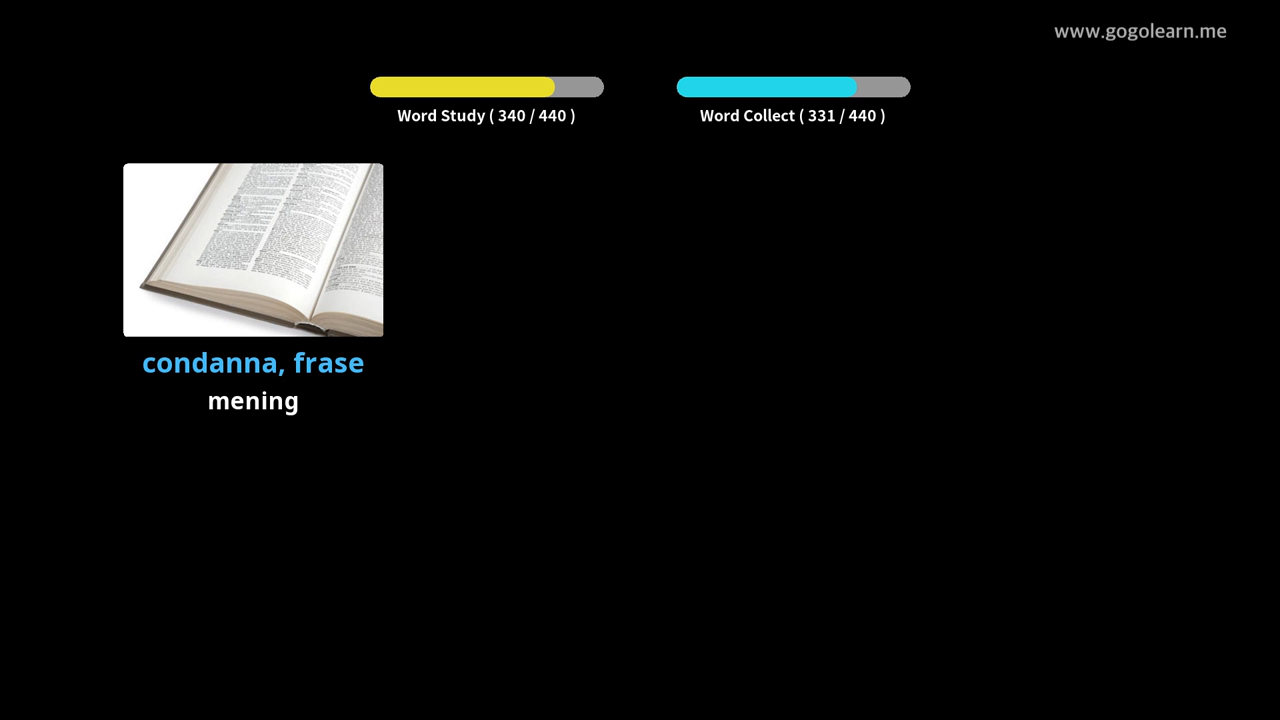 www.gogolearn.me
Word Study ( 340 / 440 )
Word Collect ( 331 / 440 )
condanna, frase
mening